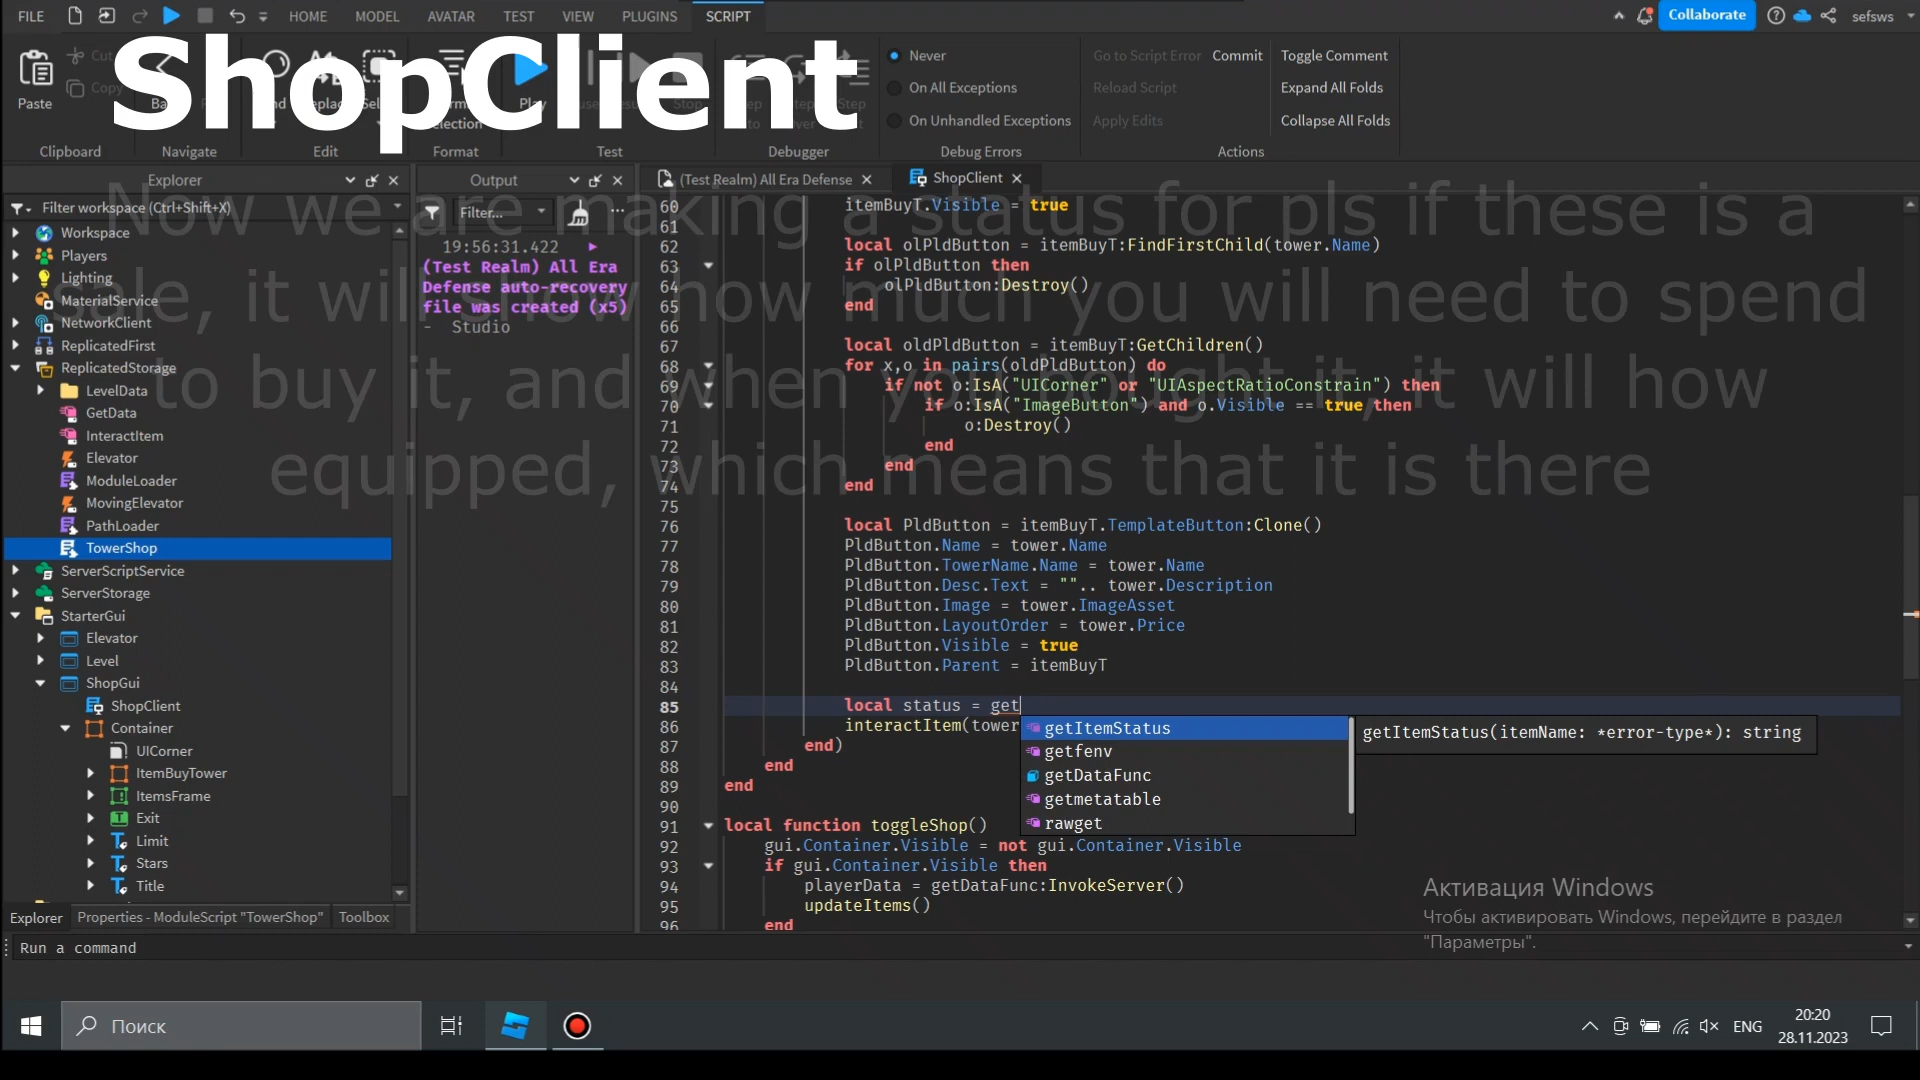 FILE
HOME
MODEL
AVATAR
TEST
VIEW
PLUGINS
SCRIPT
Collaborate
sefsws
ShopClient
Paste
Cut
Copy
Play
Stop
Step
Never
On All Exceptions
On Unhandled Exceptions
Go to Script Error
Reload Script
Apply Edits
Commit
Toggle Comment
Expand All Folds
Collapse All Folds
Clipboard
Navigate
Edit
Format
Test
Debugger
Debug Errors
Actions
Now we are making a status for pls if these is a
sale, it will show how much you will need to spend
to buy it, and when you bought it, it will how
equipped, which means that it is there
Explorer
Filter workspace (Ctrl+Shift+X)
Workspace
Players
Lighting
MaterialService
NetworkClient
ReplicatedFirst
ReplicatedStorage
LevelData
GetData
InteractItem
Elevator
ModuleLoader
MovingElevator
PathLoader
TowerShop
ServerScriptService
ServerStorage
StarterGui
Elevator
Level
ShopGui
ShopClient
Container
UICorner
ItemBuyTower
ItemsFrame
Exit
Limit
Stars
Title
Explorer
Properties - ModuleScript "TowerShop"
Toolbox
Run a command
Output
Filter...
19:56:31.422
(Test Realm) All Era
Defense auto-recovery
file was created (x5)
- Studio
(Test Realm) All Era Defense
ShopClient
60 itemBuyT.Visible = true
61
62 local olPldButton = itemBuyT:FindFirstChild(tower.Name)
63 if olPldButton then
64 olPldButton:Destroy()
65 end
66
67 local oldPldButton = itemBuyT:GetChildren()
68 for x,o in pairs(oldPldButton) do
69 if not o:IsA("UICorner" or "UIAspectRatioConstrain") then
70 if o:IsA("ImageButton") and o.Visible == true then
71 o:Destroy()
72 end
73 end
74 end
75
76 local PldButton = itemBuyT.TemplateButton:Clone()
77 PldButton.Name = tower.Name
78 PldButton.TowerName.Name = tower.Name
79 PldButton.Desc.Text = "".. tower.Description
80 PldButton.Image = tower.ImageAsset
81 PldButton.LayoutOrder = tower.Price
82 PldButton.Visible = true
83 PldButton.Parent = itemBuyT
84
85 local status = get
86 interactItem(tower
87 end)
88 end
89 end
90
91 local function toggleShop()
92 gui.Container.Visible = not gui.Container.Visible
93 if gui.Container.Visible then
94 playerData = getDataFunc:InvokeServer()
95 updateItems()
96 end
getItemStatus
getfenv
getDataFunc
getmetatable
rawget
getItemStatus(itemName: *error-type*): string
Активация Windows
Чтобы активировать Windows, перейдите в раздел
"Параметры".
Поиск
ENG
20:20
28.11.2023